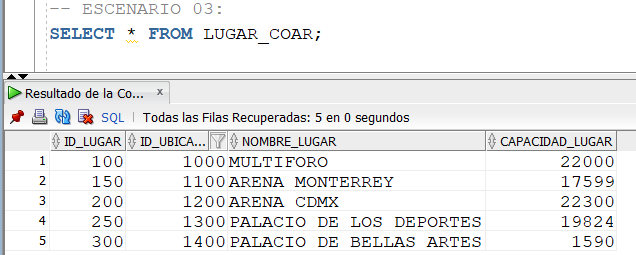 -- ESCENARIO 03:
SELECT * FROM LUGAR_COAR;
Resultado de la Co... x
SQL | Todas las Filas Recuperadas: 5 en 0 segundos
ID_LUGAR ID_UBICA... NOMBRE_LUGAR CAPACIDAD_LUGAR
1 100 1000 MULTIFORO 22000
2 150 1100 ARENA MONTERREY 17599
3 200 1200 ARENA CDMX 22300
4 250 1300 PALACIO DE LOS DEPORTES 19824
5 300 1400 PALACIO DE BELLAS ARTES 1590